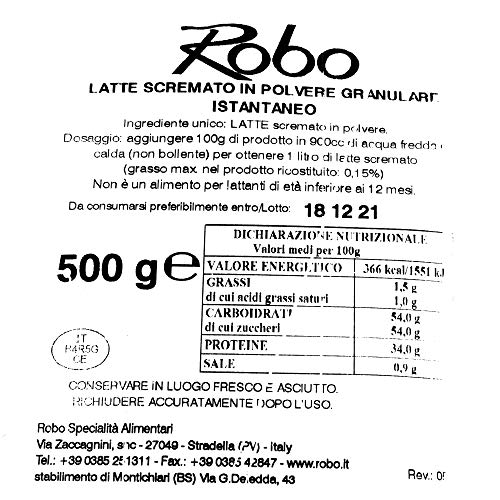 Robo
LATTE SCREMATO IN POLVERE GRANULARE
ISTANTANEO
Ingrediente unico: LATTE scremato in polvere.
Dosaggio: aggiungere 100g di prodotto in 900cc di acqua fredda
calda (non bollente) per ottenere 1 litro di latte scremato
(grasso max. nel prodotto ricostituito: 0,15%)
Non è un alimento per lattanti di età inferiore ai 12 mesi.
Da consumarsi preferibilmente entro/Lotto: 18 12 21
500 g e
DICHIARAZIONE NUTRIZIONALE
Valori medi per 100g
VALORE ENERGETICO 366 kcal/1551 kJ
GRASSI 1,5 g
di cui acidi grassi saturi 1,0 g
CARBOIDRATI 54,0 g
di cui zuccheri 54,0 g
PROTEINE 34,0 g
SALE 0,9 g
IT
R4R5G
CE
CONSERVARE IN LUOGO FRESCO E ASCIUTTO.
RICHIUDERE ACCURATAMENTE DOPO L'USO.
Robo Specialità Alimentari
Via Zaccagnini, snc - 27049 - Stradella (PV) - Italy
Tel.: +39 0385 251311 - Fax.: +39 0385 42847 - www.robo.it
stabilimento di Montichiari (BS) Via G.Deledda, 43
Rev.: